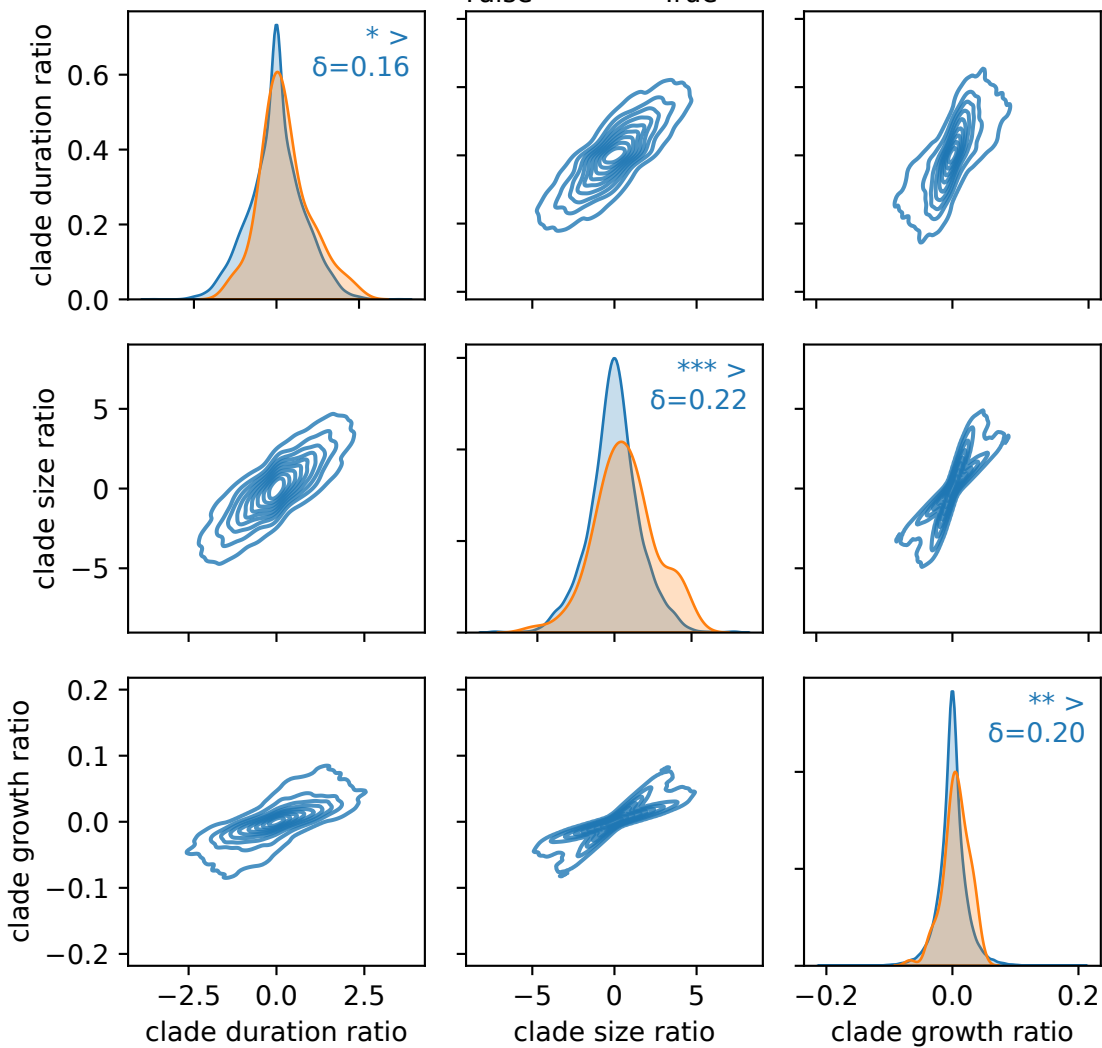 clade duration ratio
0.6
0.4
0.2
0.0
* >
δ=0.16
clade size ratio
5
0
−5
*** >
δ=0.22
clade growth ratio
0.2
0.1
0.0
−0.1
−0.2
** >
δ=0.20
−2.5 0.0 2.5
−5 0 5
−0.2 0.0 0.2
clade duration ratio
clade size ratio
clade growth ratio